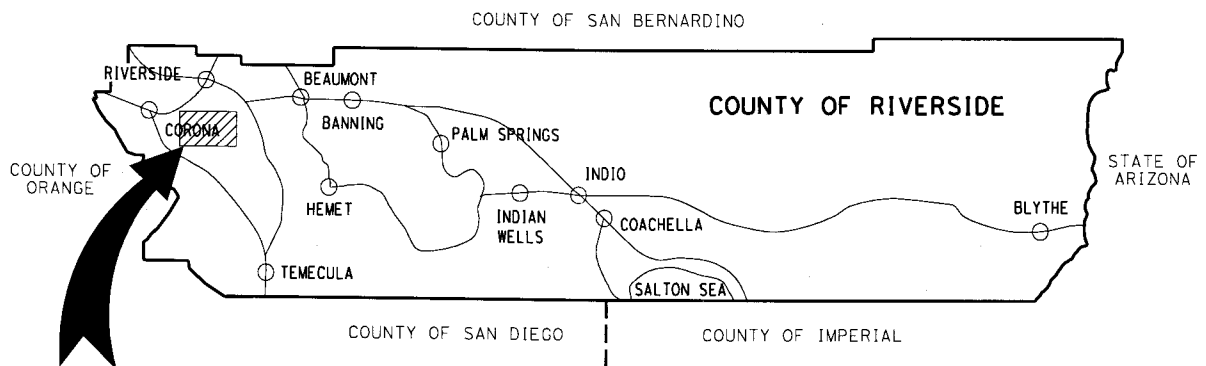 COUNTY OF SAN BERNARDINO
RIVERSIDE
BEAUMONT
COUNTY OF RIVERSIDE
CORONA
BANNING
PALM SPRINGS
COUNTY OF
ORANGE
STATE OF
ARIZONA
INDIO
HEMET
INDIAN
WELLS
COACHELLA
BLYTHE
TEMECULA
SALTON SEA
COUNTY OF SAN DIEGO
COUNTY OF IMPERIAL